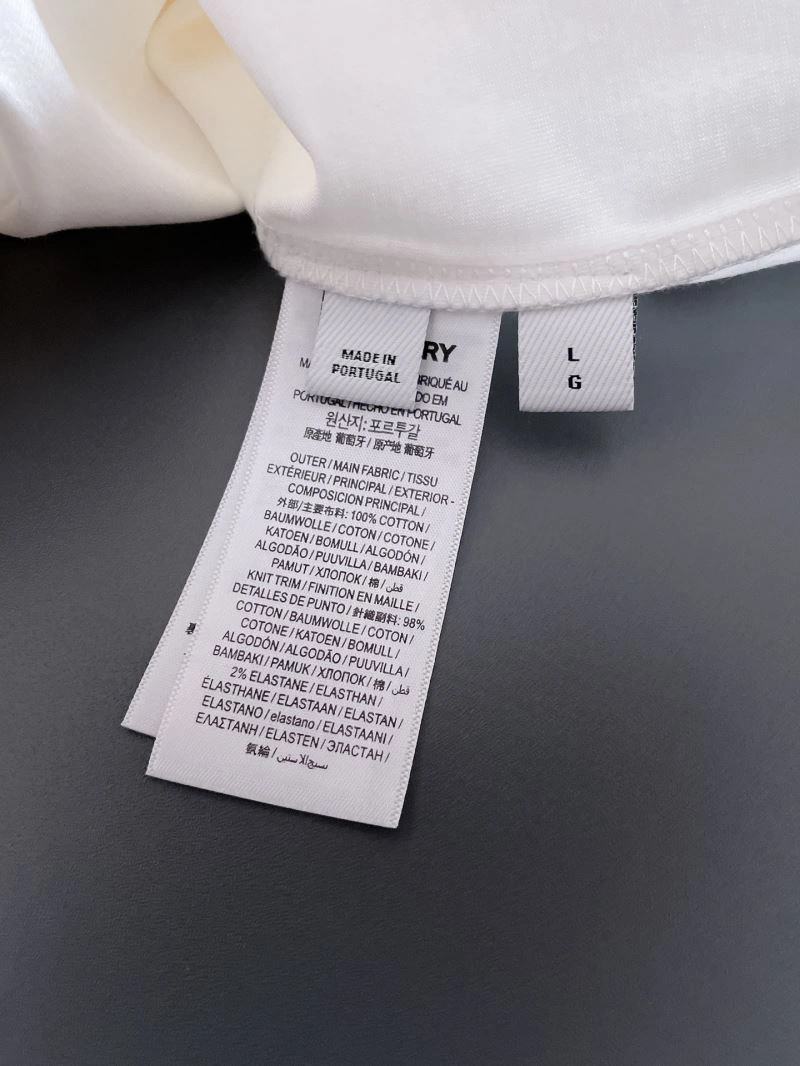 MADE IN
PORTUGAL
RY
L
G
RIQUÉ AU
DO EM
PORTUGAL / HECHO EN PORTUGAL
원산지: 포르투갈
原產地 葡萄牙 / 原产地 葡萄牙
OUTER / MAIN FABRIC / TISSU
EXTÉRIEUR / PRINCIPAL / EXTERIOR -
COMPOSICION PRINCIPAL /
外部/主要布料: 100% COTTON /
BAUMWOLLE / COTON / COTONE /
KATOEN / BOMULL / ALGODÓN /
ALGODÃO / PUUVILLA / BAMBAKI /
PAMUT / ХЛОПОК / 棉 / قطن
KNIT TRIM / FINITION EN MAILLE /
DETALLES DE PUNTO / 針織副料: 98%
COTTON / BAUMWOLLE / COTON /
COTONE / KATOEN / BOMULL /
ALGODÓN / ALGODÃO / PUUVILLA /
BAMBAKI / PAMUK / ХЛОПОК / 棉 / قطن
2% ELASTANE / ELASTHAN /
ÉLASTHANE / ELASTAAN / ELASTAN /
ELASTANO / elastano / ELASTAANI /
ΕΛΑΣΤΑΝΗ / ELASTEN / ЭЛАСТАН /
氨綸 /